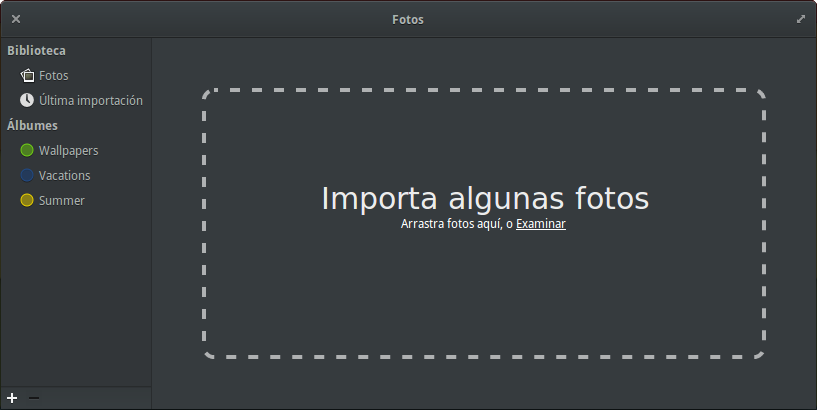 Fotos
Biblioteca
Fotos
Última importación
Álbumes
Wallpapers
Vacations
Summer
Importa algunas fotos
Arrastra fotos aquí, o Examinar